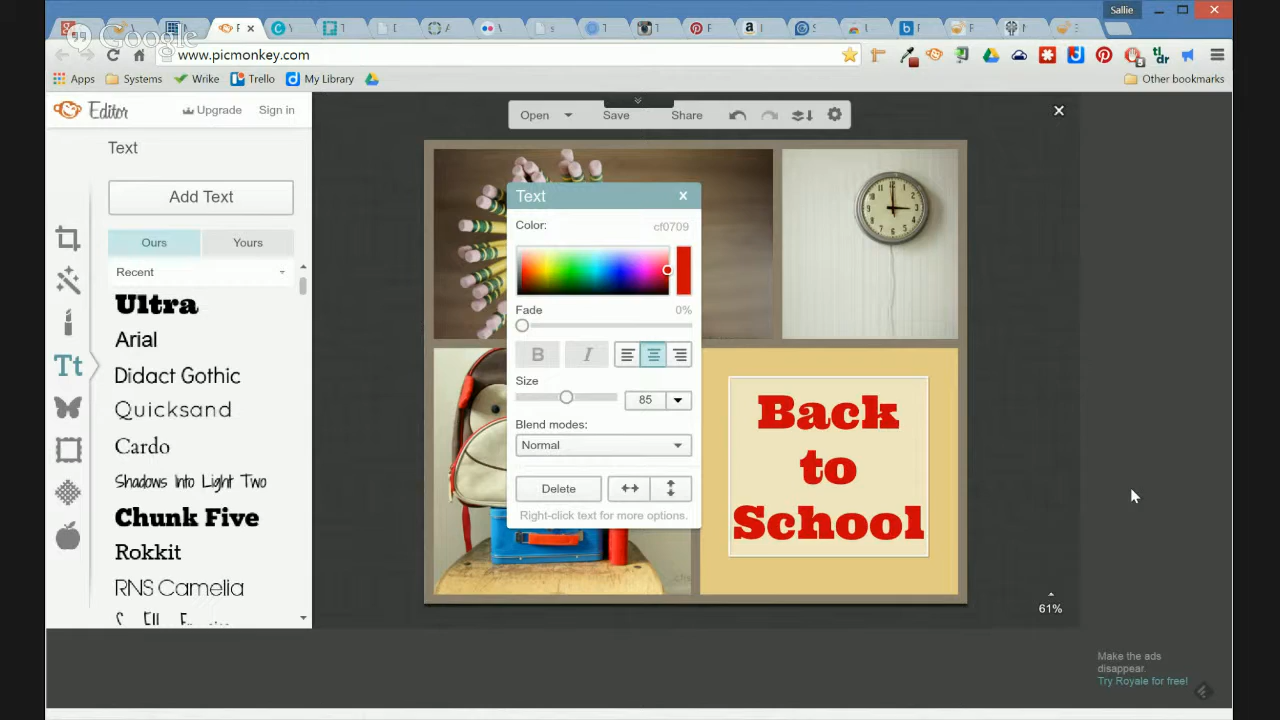 Google
Sallie
www.picmonkey.com
Apps
Systems
Wrike
Trello
My Library
Other bookmarks
Editor
Upgrade
Sign in
Open
Save
Share
Text
Add Text
Ours
Yours
Recent
Ultra
Arial
Didact Gothic
Quicksand
Cardo
Shadows Into Light Two
Chunk Five
Rokkit
RNS Camelia
Text
X
Color:
cf0709
Fade
0%
B
I
Size
85
Blend modes:
Normal
Delete
Right-click text for more options.
Back
to
School
61%
Make the ads
disappear.
Try Royale for free!